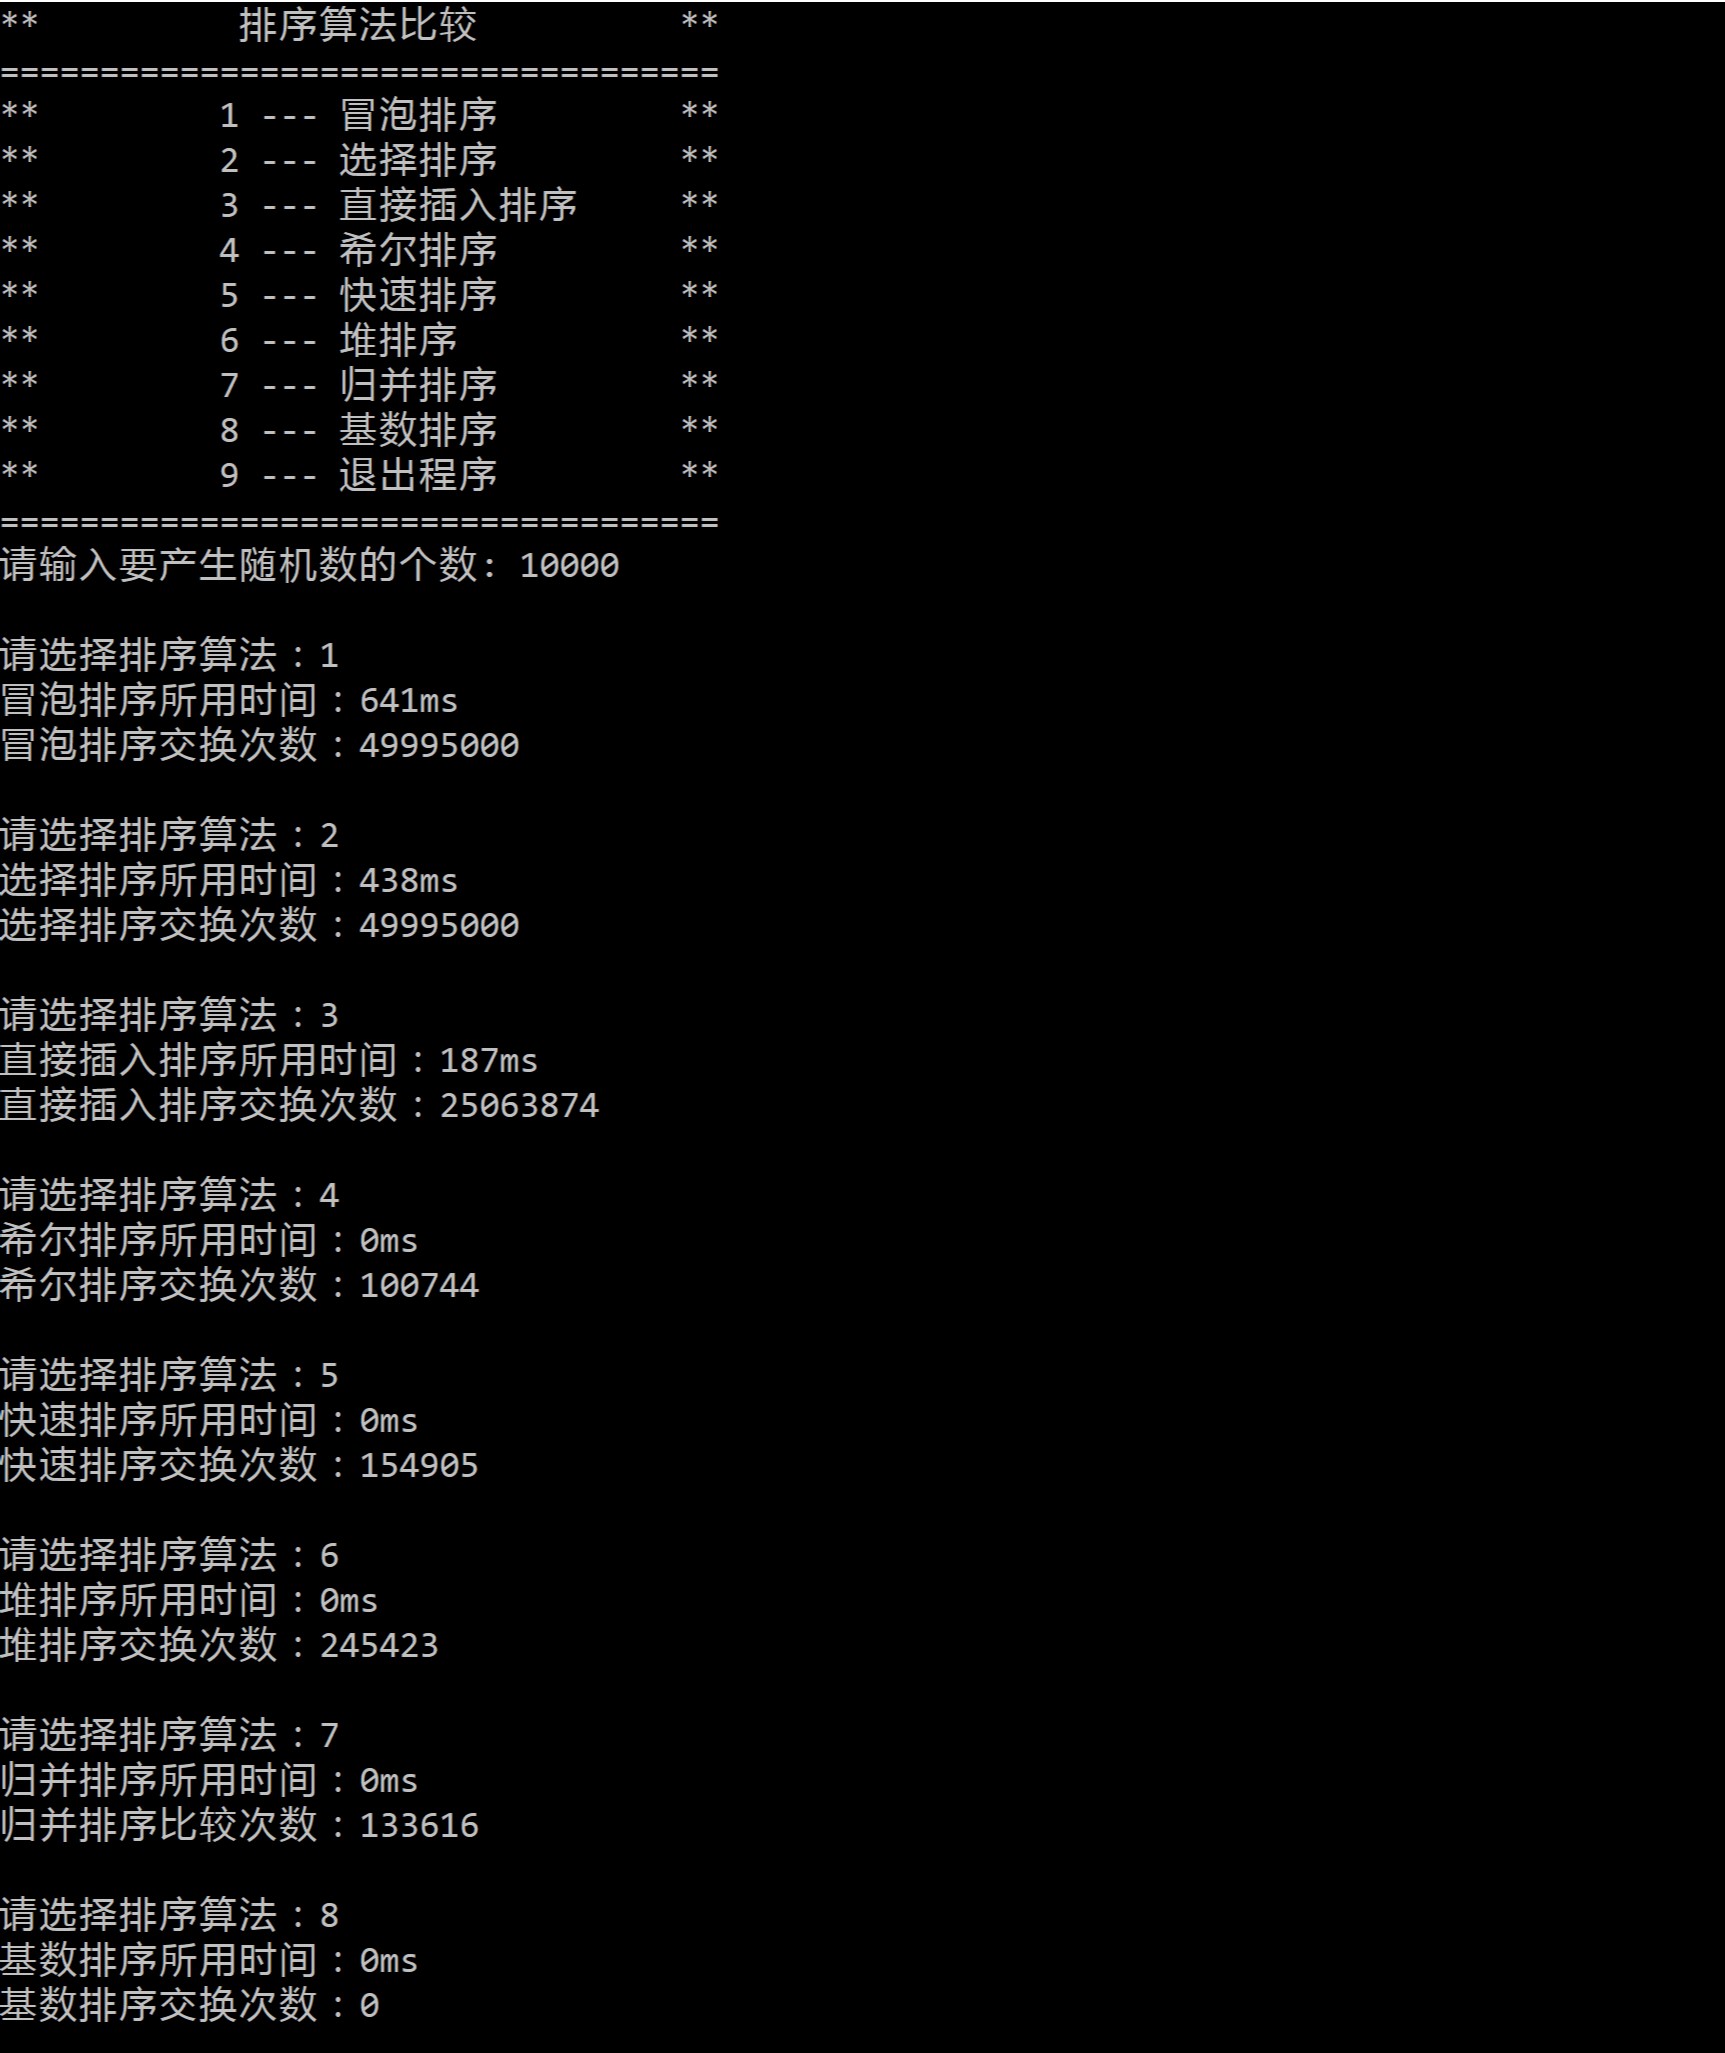 **          排序算法比较          **
====================================
**         1 --- 冒泡排序         **
**         2 --- 选择排序         **
**         3 --- 直接插入排序     **
**         4 --- 希尔排序         **
**         5 --- 快速排序         **
**         6 --- 堆排序           **
**         7 --- 归并排序         **
**         8 --- 基数排序         **
**         9 --- 退出程序         **
====================================
请输入要产生随机数的个数: 10000
请选择排序算法：1
冒泡排序所用时间：641ms
冒泡排序交换次数：49995000
请选择排序算法：2
选择排序所用时间：438ms
选择排序交换次数：49995000
请选择排序算法：3
直接插入排序所用时间：187ms
直接插入排序交换次数：25063874
请选择排序算法：4
希尔排序所用时间：0ms
希尔排序交换次数：100744
请选择排序算法：5
快速排序所用时间：0ms
快速排序交换次数：154905
请选择排序算法：6
堆排序所用时间：0ms
堆排序交换次数：245423
请选择排序算法：7
归并排序所用时间：0ms
归并排序比较次数：133616
请选择排序算法：8
基数排序所用时间：0ms
基数排序交换次数：0